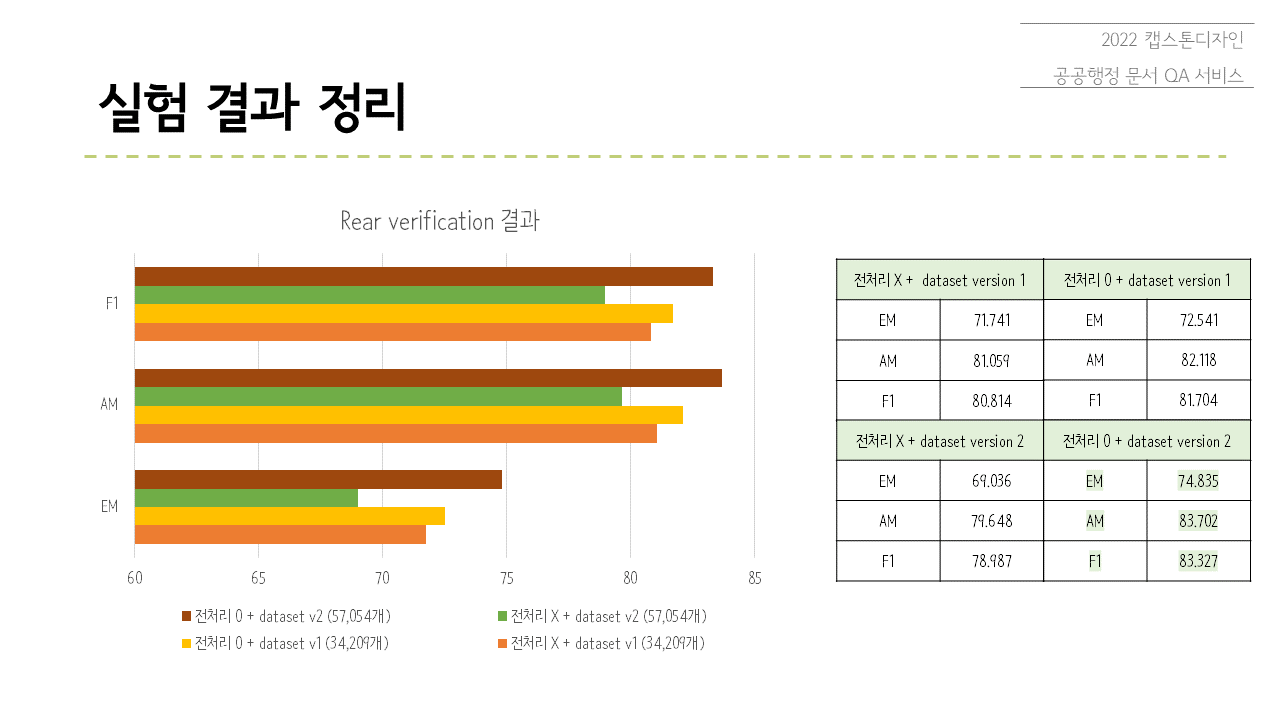 2022 캡스톤디자인
공공행정 문서 QA 서비스
실험 결과 정리
Rear verification 결과
F1
AM
EM
60 65 70 75 80 85
전처리 O + dataset v2 (57,054개) 전처리 X + dataset v2 (57,054개)
전처리 O + dataset v1 (34,209개) 전처리 X + dataset v1 (34,209개)
전처리 X + dataset version 1 전처리 O + dataset version 1
EM 71.741 EM 72.541
AM 81.059 AM 82.118
F1 80.814 F1 81.704
전처리 X + dataset version 2 전처리 O + dataset version 2
EM 69.036 EM 74.835
AM 79.648 AM 83.702
F1 78.987 F1 83.327